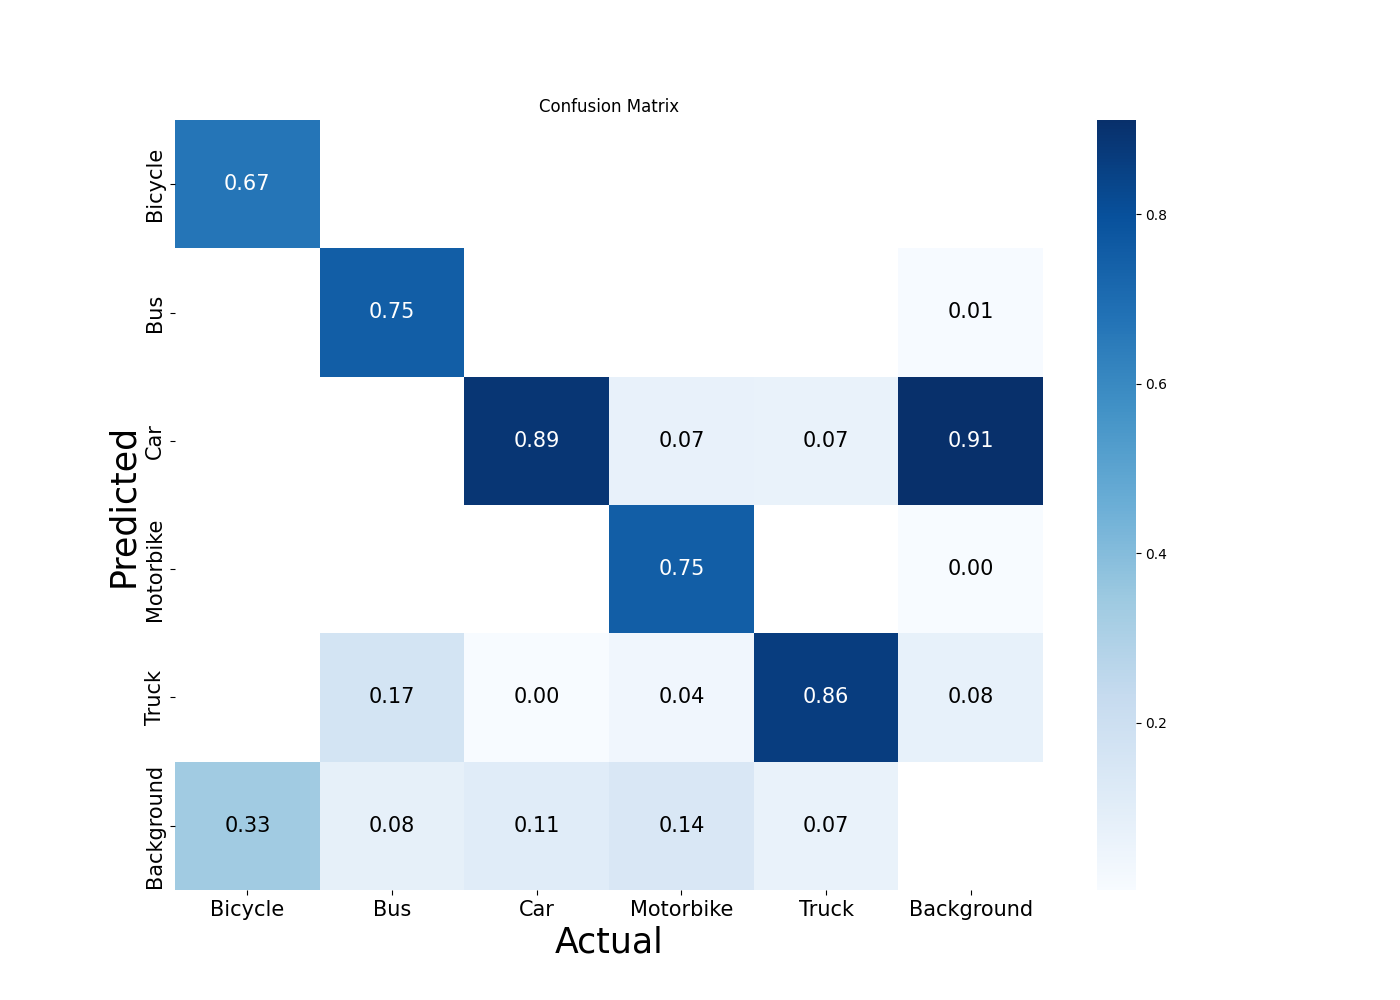 Confusion Matrix
Predicted
Bicycle 0.67
Bus 0.75 0.01
Car 0.89 0.07 0.07 0.91
Motorbike 0.75 0.00
Truck 0.17 0.00 0.04 0.86 0.08
Background 0.33 0.08 0.11 0.14 0.07
Bicycle Bus Car Motorbike Truck Background
Actual
0.8
0.6
0.4
0.2